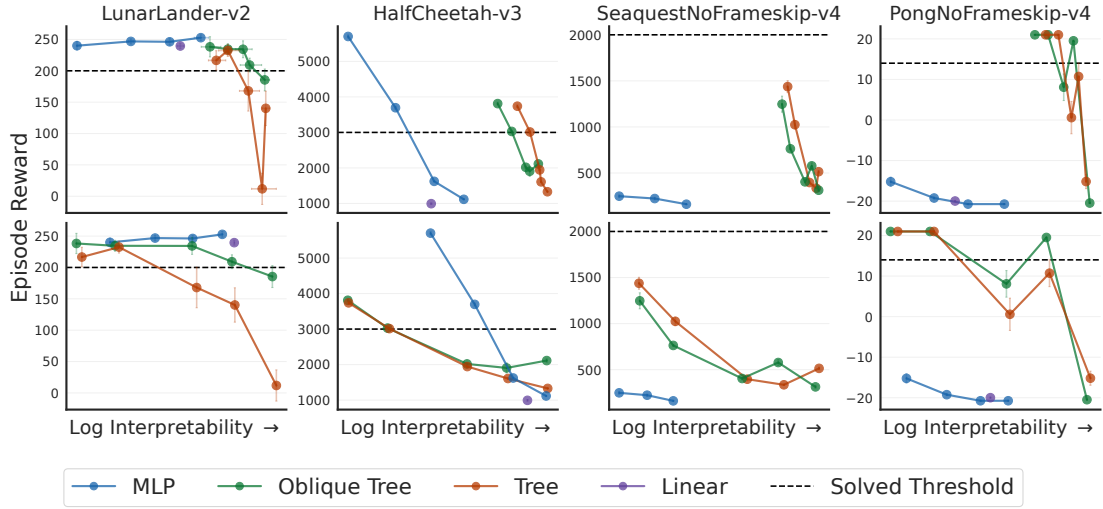 LunarLander-v2
HalfCheetah-v3
SeaquestNoFrameskip-v4
PongNoFrameskip-v4
Episode Reward
250
200
150
100
50
0
5000
4000
3000
2000
1000
2000
1500
1000
500
20
10
0
−10
−20
250
200
150
100
50
0
5000
4000
3000
2000
1000
2000
1500
1000
500
20
10
0
−10
−20
Log Interpretability →
Log Interpretability →
Log Interpretability →
Log Interpretability →
MLP
Oblique Tree
Tree
Linear
Solved Threshold